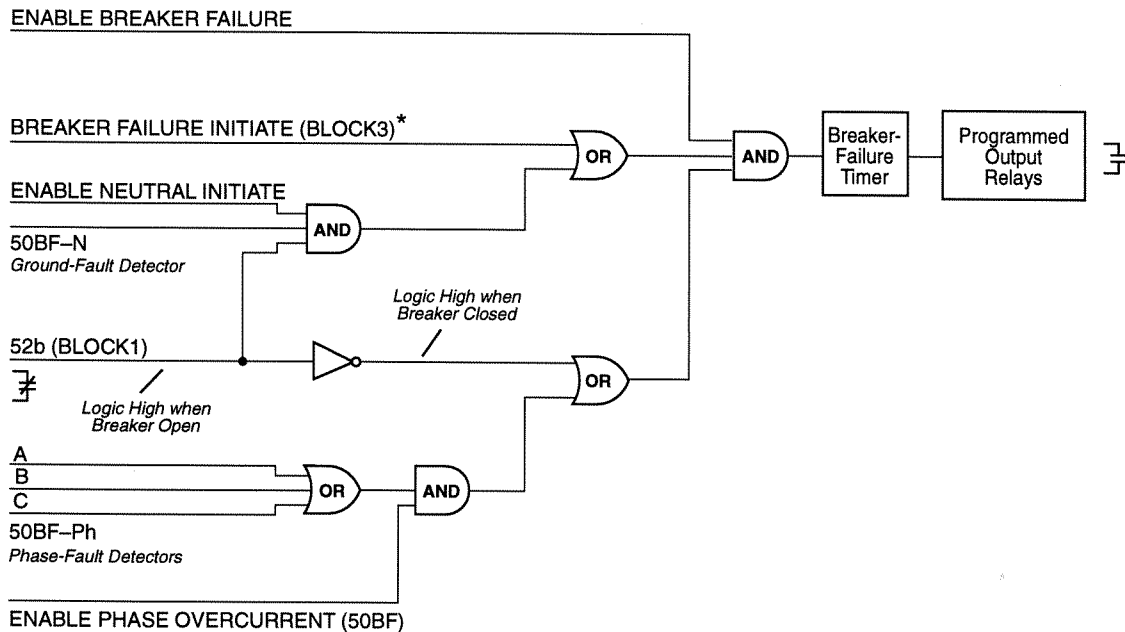 ENABLE BREAKER FAILURE
BREAKER FAILURE INITIATE (BLOCK3)*
OR
AND
Breaker-
Failure
Timer
Programmed
Output
Relays
ENABLE NEUTRAL INITIATE
AND
50BF–N
Ground-Fault Detector
Logic High when
Breaker Closed
52b (BLOCK1)
OR
Logic High when
Breaker Open
A
B
C
OR
AND
50BF–Ph
Phase-Fault Detectors
ENABLE PHASE OVERCURRENT (50BF)